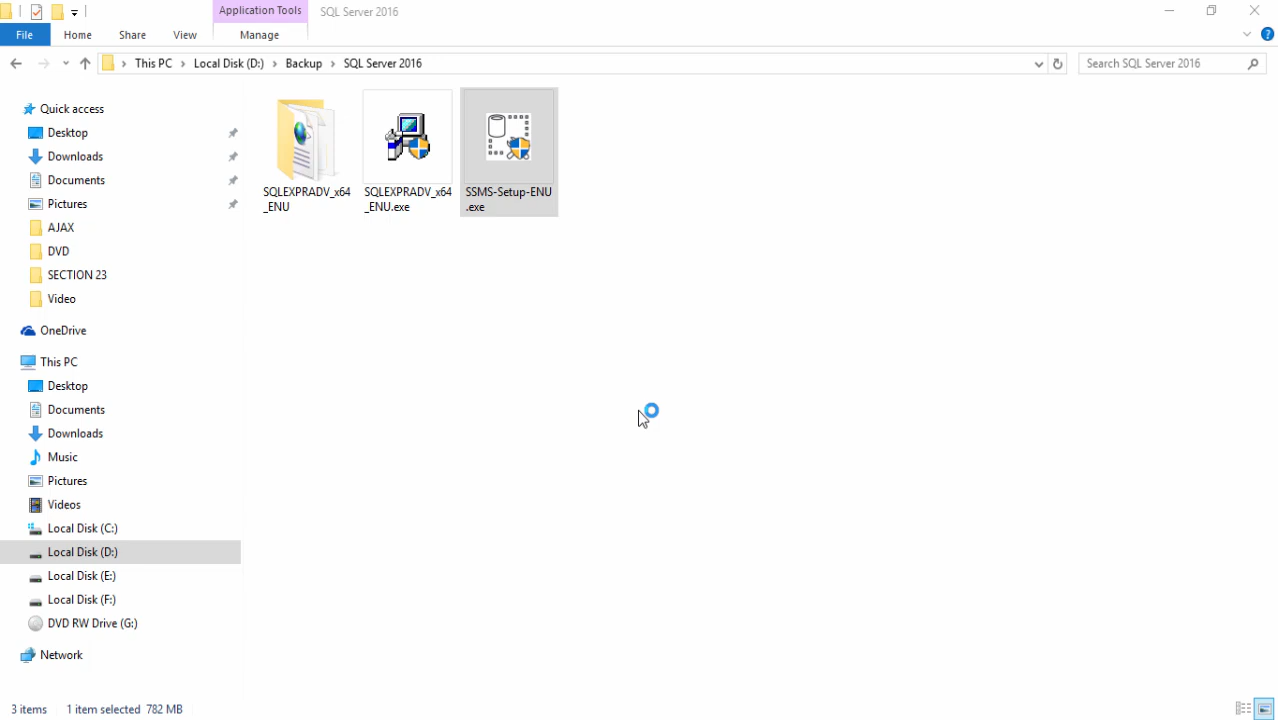 Application Tools
SQL Server 2016
File
Home
Share
View
Manage
This PC
Local Disk (D:)
Backup
SQL Server 2016
Search SQL Server 2016
Quick access
Desktop
Downloads
Documents
Pictures
AJAX
DVD
SECTION 23
Video
OneDrive
This PC
Desktop
Documents
Downloads
Music
Pictures
Videos
Local Disk (C:)
Local Disk (D:)
Local Disk (E:)
Local Disk (F:)
DVD RW Drive (G:)
Network
SQLEXPRADV_x64
_ENU
SQLEXPRADV_x64
_ENU.exe
SSMS-Setup-ENU
.exe
3 items
1 item selected 782 MB